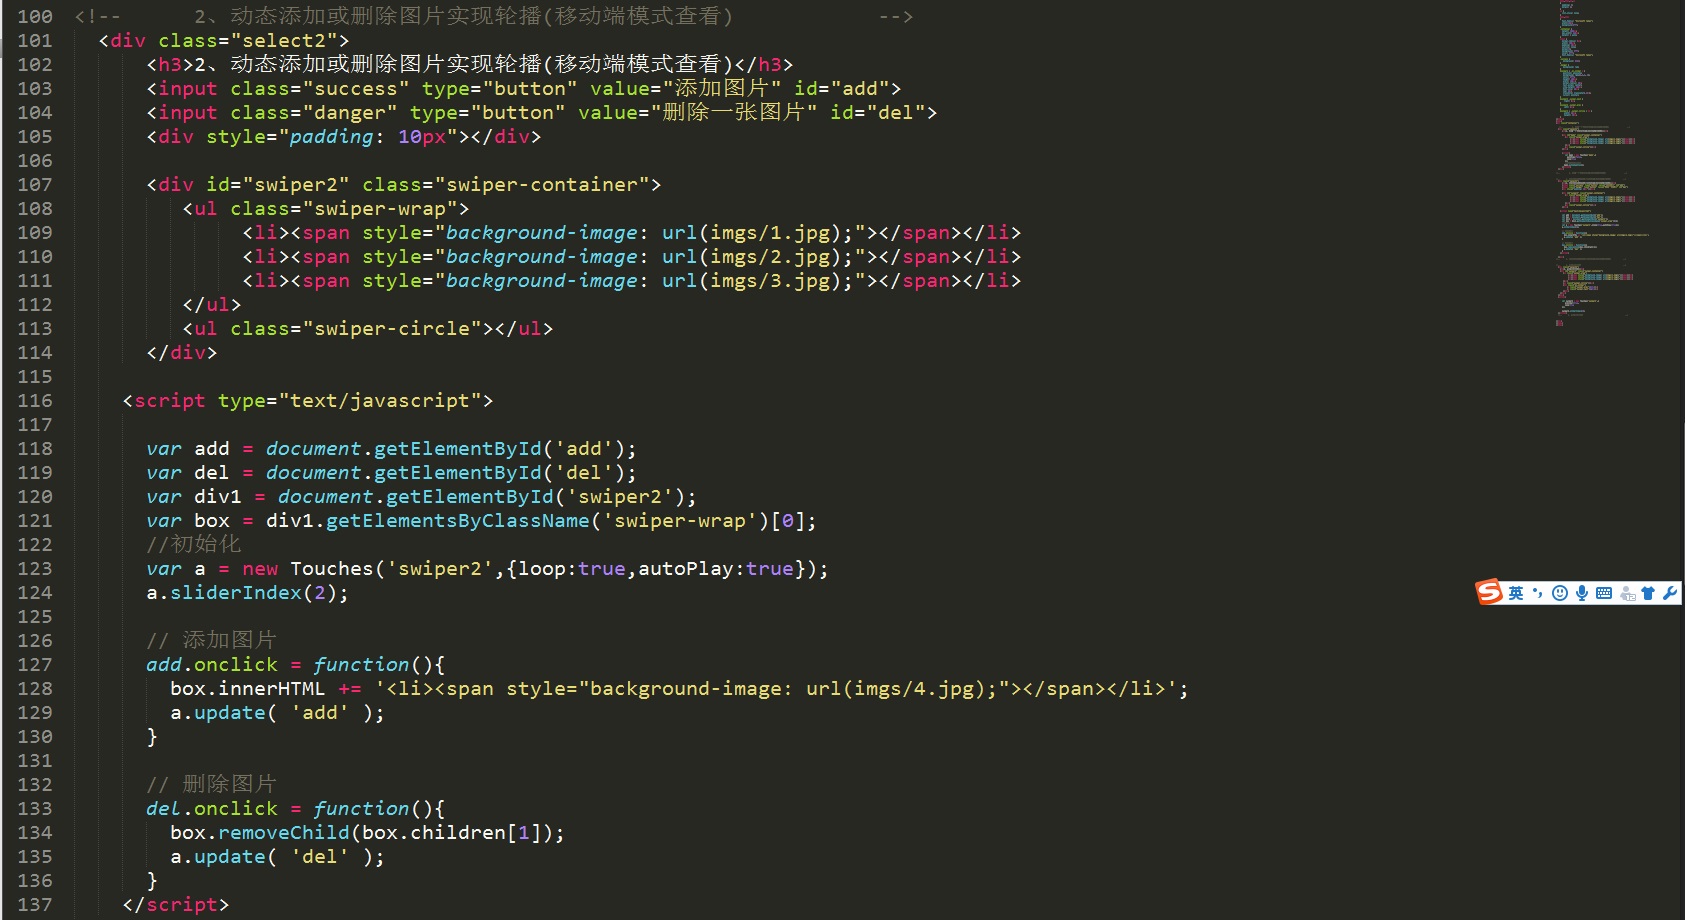 100 <!-- 2、动态添加或删除图片实现轮播(移动端模式查看) -->
101 <div class="select2">
102 <h3>2、动态添加或删除图片实现轮播(移动端模式查看)</h3>
103 <input class="success" type="button" value="添加图片" id="add">
104 <input class="danger" type="button" value="删除一张图片" id="del">
105 <div style="padding: 10px"></div>
106
107 <div id="swiper2" class="swiper-container">
108 <ul class="swiper-wrap">
109 <li><span style="background-image: url(imgs/1.jpg);"></span></li>
110 <li><span style="background-image: url(imgs/2.jpg);"></span></li>
111 <li><span style="background-image: url(imgs/3.jpg);"></span></li>
112 </ul>
113 <ul class="swiper-circle"></ul>
114 </div>
115
116 <script type="text/javascript">
117
118 var add = document.getElementById('add');
119 var del = document.getElementById('del');
120 var div1 = document.getElementById('swiper2');
121 var box = div1.getElementsByClassName('swiper-wrap')[0];
122 //初始化
123 var a = new Touches('swiper2',{loop:true,autoPlay:true});
124 a.sliderIndex(2);
125
126 // 添加图片
127 add.onclick = function(){
128 box.innerHTML += '<li><span style="background-image: url(imgs/4.jpg);"></span></li>';
129 a.update( 'add' );
130 }
131
132 // 删除图片
133 del.onclick = function(){
134 box.removeChild(box.children[1]);
135 a.update( 'del' );
136 }
137 </script>
S 英